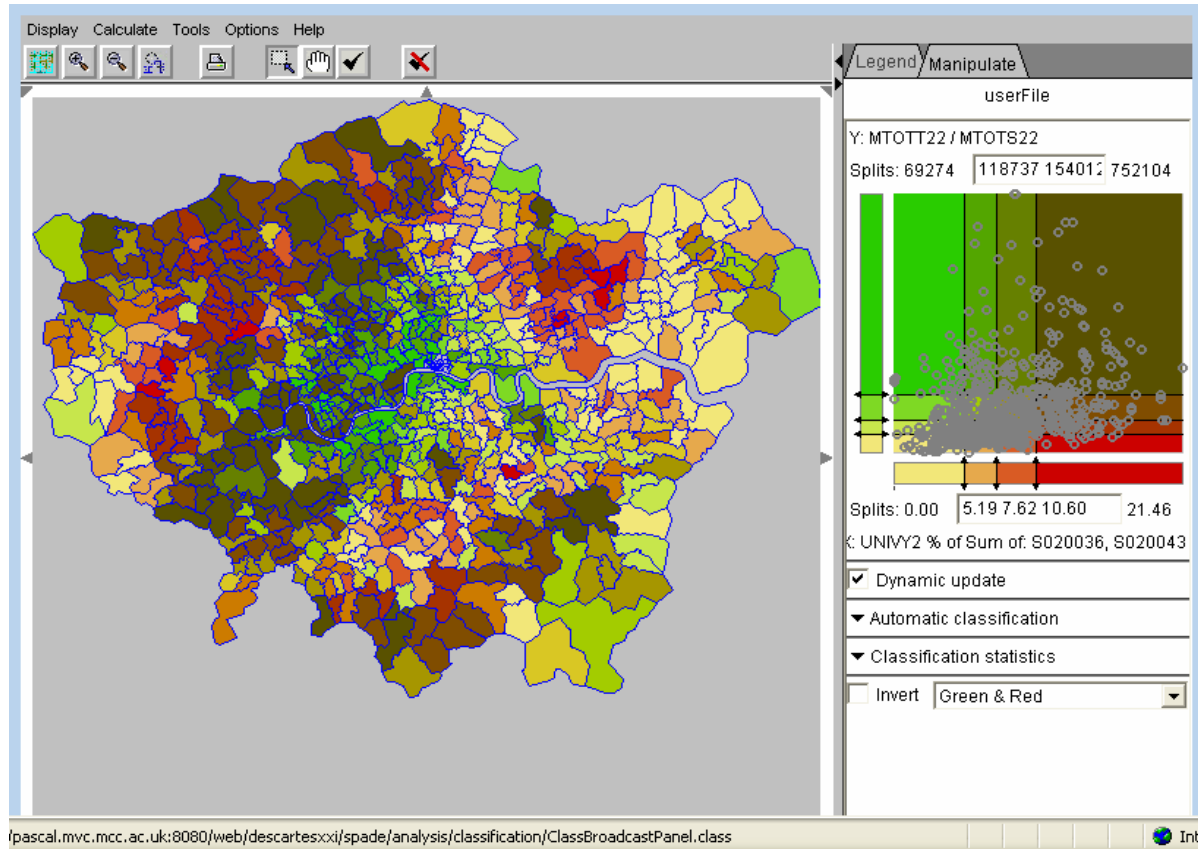 Display Calculate Tools Options Help
Legend Manipulate
userFile
Y: MTOTT22 / MTOTS22
Splits: 69274 118737 154012 752104
Splits: 0.00 5.19 7.62 10.60 21.46
X: UNIVY2 % of Sum of: S020036, S020043
Dynamic update
Automatic classification
Classification statistics
Invert Green & Red
/pascal.mvc.mcc.ac.uk:8080/web/descartesxxi/spade/analysis/classification/ClassBroadcastPanel.class
Int